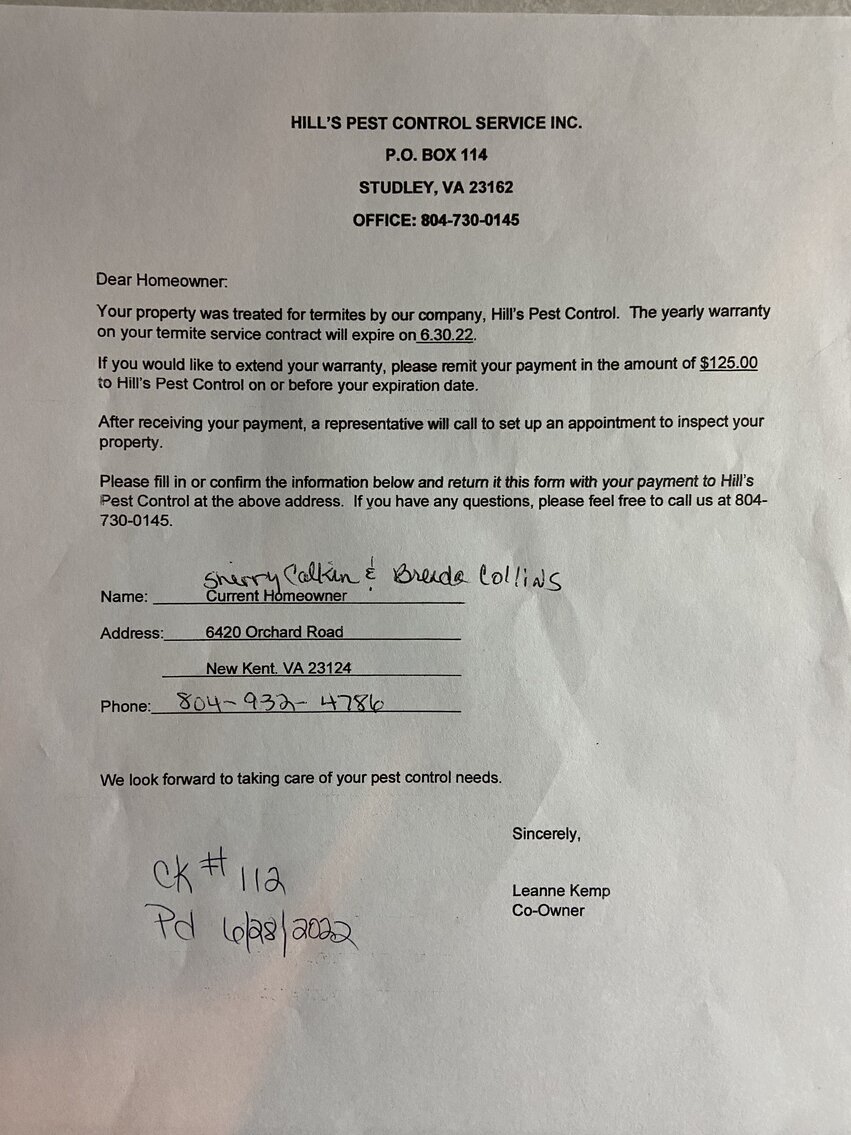 HILL'S PEST CONTROL SERVICE INC.
P.O. BOX 114
STUDLEY, VA 23162
OFFICE: 804-730-0145
Dear Homeowner:
Your property was treated for termites by our company, Hill's Pest Control. The yearly warranty
on your termite service contract will expire on 6.30.22.
If you would like to extend your warranty, please remit your payment in the amount of $125.00
to Hill's Pest Control on or before your expiration date.
After receiving your payment, a representative will call to set up an appointment to inspect your
property.
Please fill in or confirm the information below and return it this form with your payment to Hill's
Pest Control at the above address. If you have any questions, please feel free to call us at 804-
730-0145.
Sherry Calkin & Brenda Collins
Name: Current Homeowner
Address: 6420 Orchard Road
New Kent. VA 23124
Phone: 804-932-4786
We look forward to taking care of your pest control needs.
Sincerely,
CK # 112
Leanne Kemp
Co-Owner
Pd 6/28/2022